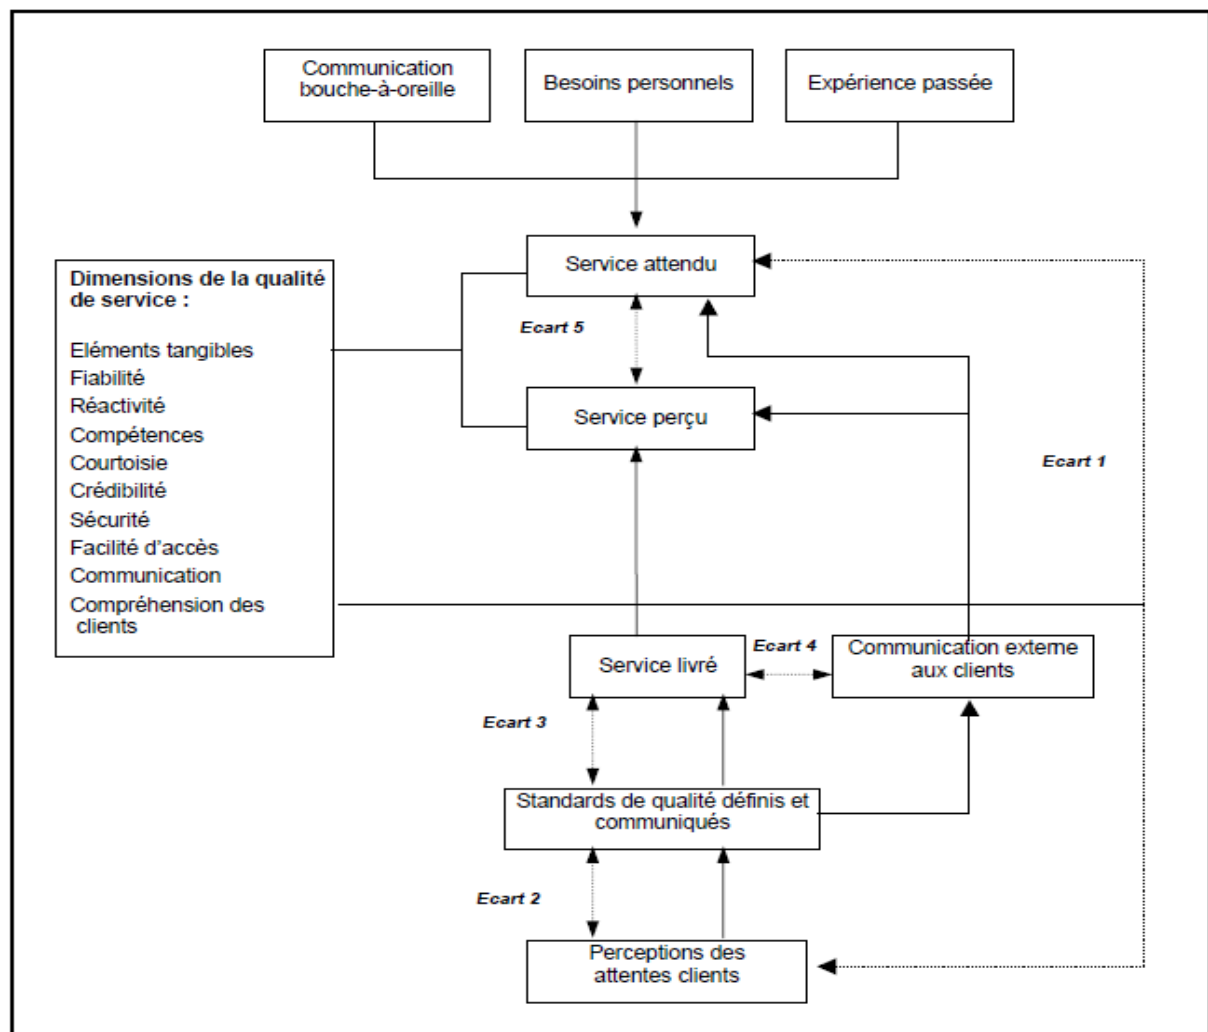 Communication
bouche-à-oreille
Besoins personnels
Expérience passée
Service attendu
Dimensions de la qualité
de service :
Eléments tangibles
Fiabilité
Réactivité
Compétences
Courtoisie
Crédibilité
Sécurité
Facilité d'accès
Communication
Compréhension des
clients
Ecart 5
Service perçu
Ecart 1
Service livré
Ecart 4
Communication externe
aux clients
Ecart 3
Standards de qualité définis et
communiqués
Ecart 2
Perceptions des
attentes clients